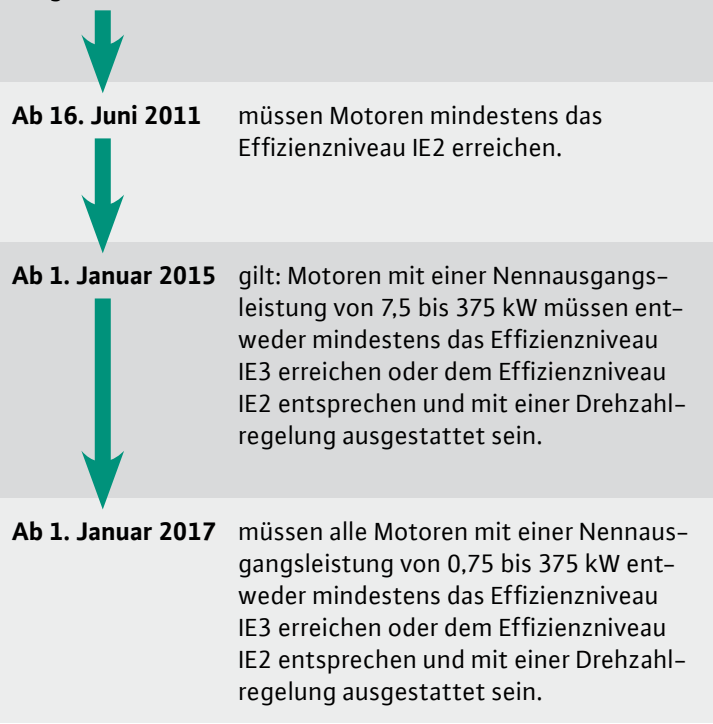 Ab 16. Juni 2011 müssen Motoren mindestens das
Effizienzniveau IE2 erreichen.
Ab 1. Januar 2015 gilt: Motoren mit einer Nennausgangs-
leistung von 7,5 bis 375 kW müssen ent-
weder mindestens das Effizienzniveau
IE3 erreichen oder dem Effizienzniveau
IE2 entsprechen und mit einer Drehzahl-
regelung ausgestattet sein.
Ab 1. Januar 2017 müssen alle Motoren mit einer Nennaus-
gangsleistung von 0,75 bis 375 kW ent-
weder mindestens das Effizienzniveau
IE3 erreichen oder dem Effizienzniveau
IE2 entsprechen und mit einer Drehzahl-
regelung ausgestattet sein.